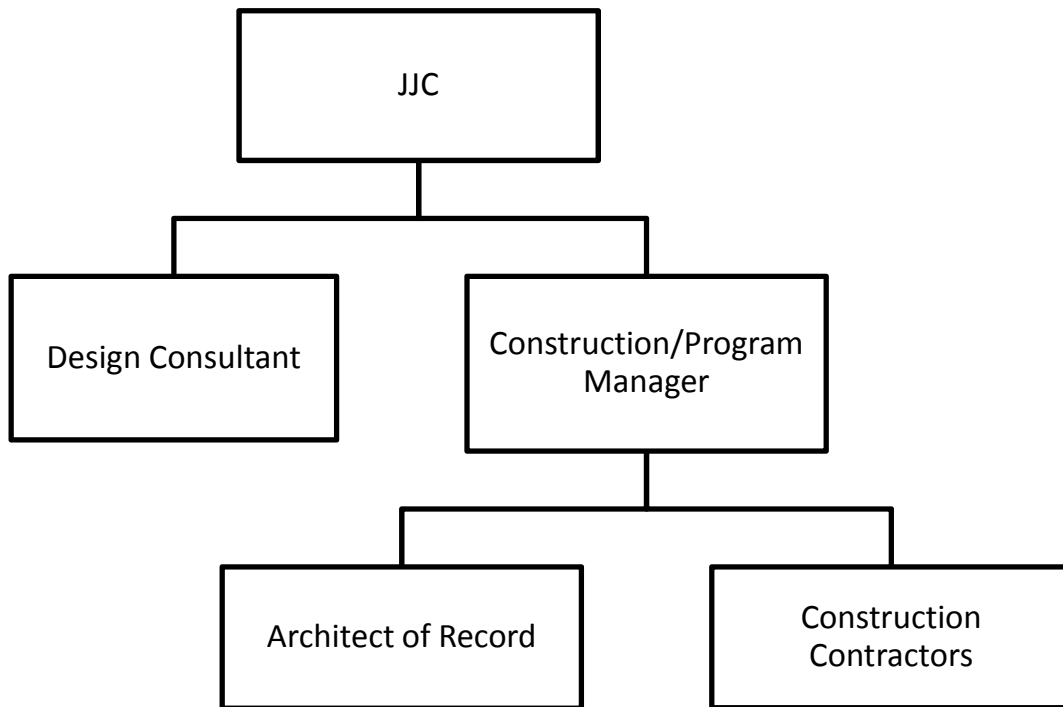 JJC
Design Consultant
Construction/Program
Manager
Architect of Record
Construction
Contractors